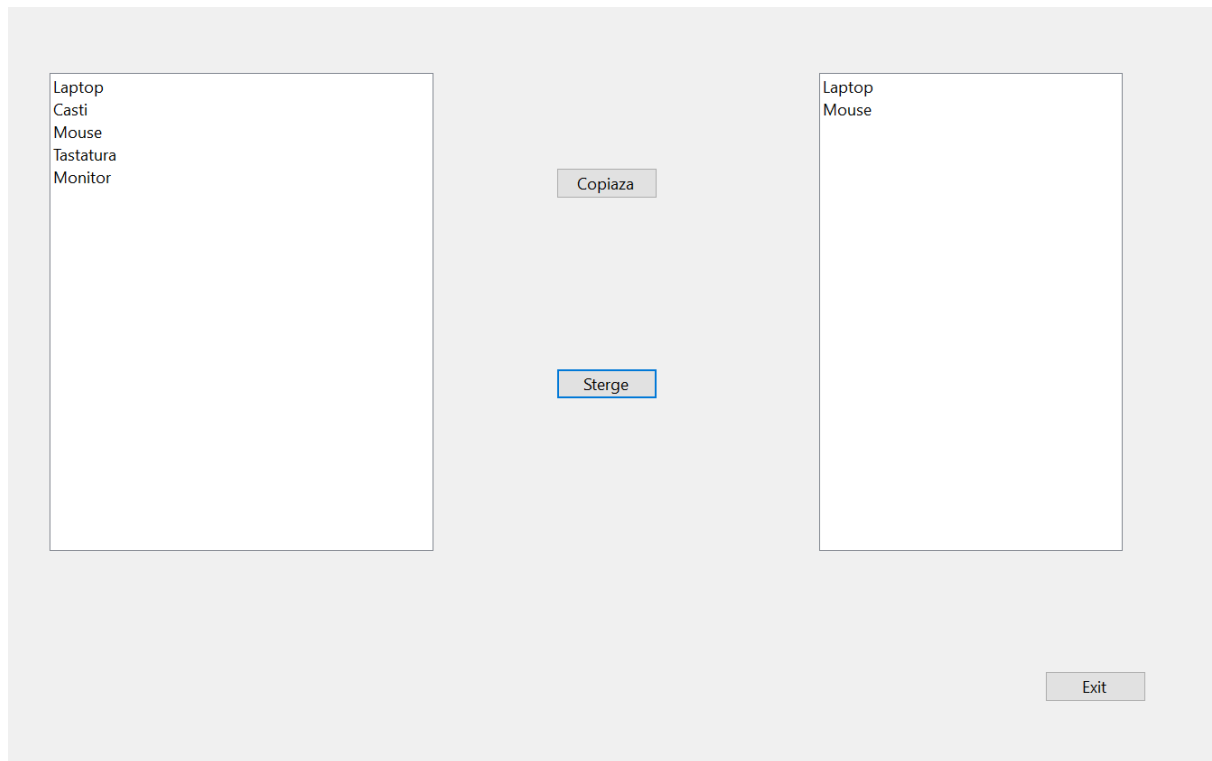 Laptop
Casti
Mouse
Tastatura
Monitor
Copiaza
Sterge
Laptop
Mouse
Exit